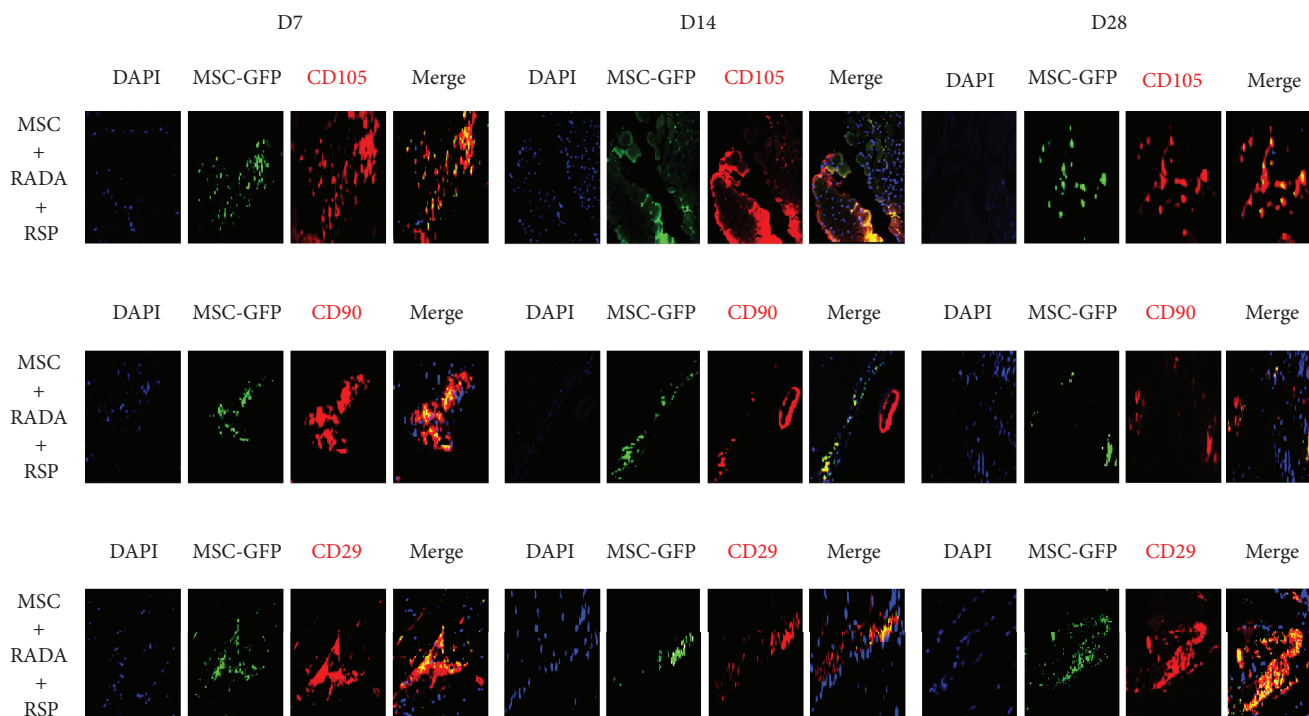 D7 D14 D28
DAPI MSC-GFP CD105 Merge DAPI MSC-GFP CD105 Merge DAPI MSC-GFP CD105 Merge
MSC
+
RADA
+
RSP
DAPI MSC-GFP CD90 Merge DAPI MSC-GFP CD90 Merge DAPI MSC-GFP CD90 Merge
MSC
+
RADA
+
RSP
DAPI MSC-GFP CD29 Merge DAPI MSC-GFP CD29 Merge DAPI MSC-GFP CD29 Merge
MSC
+
RADA
+
RSP